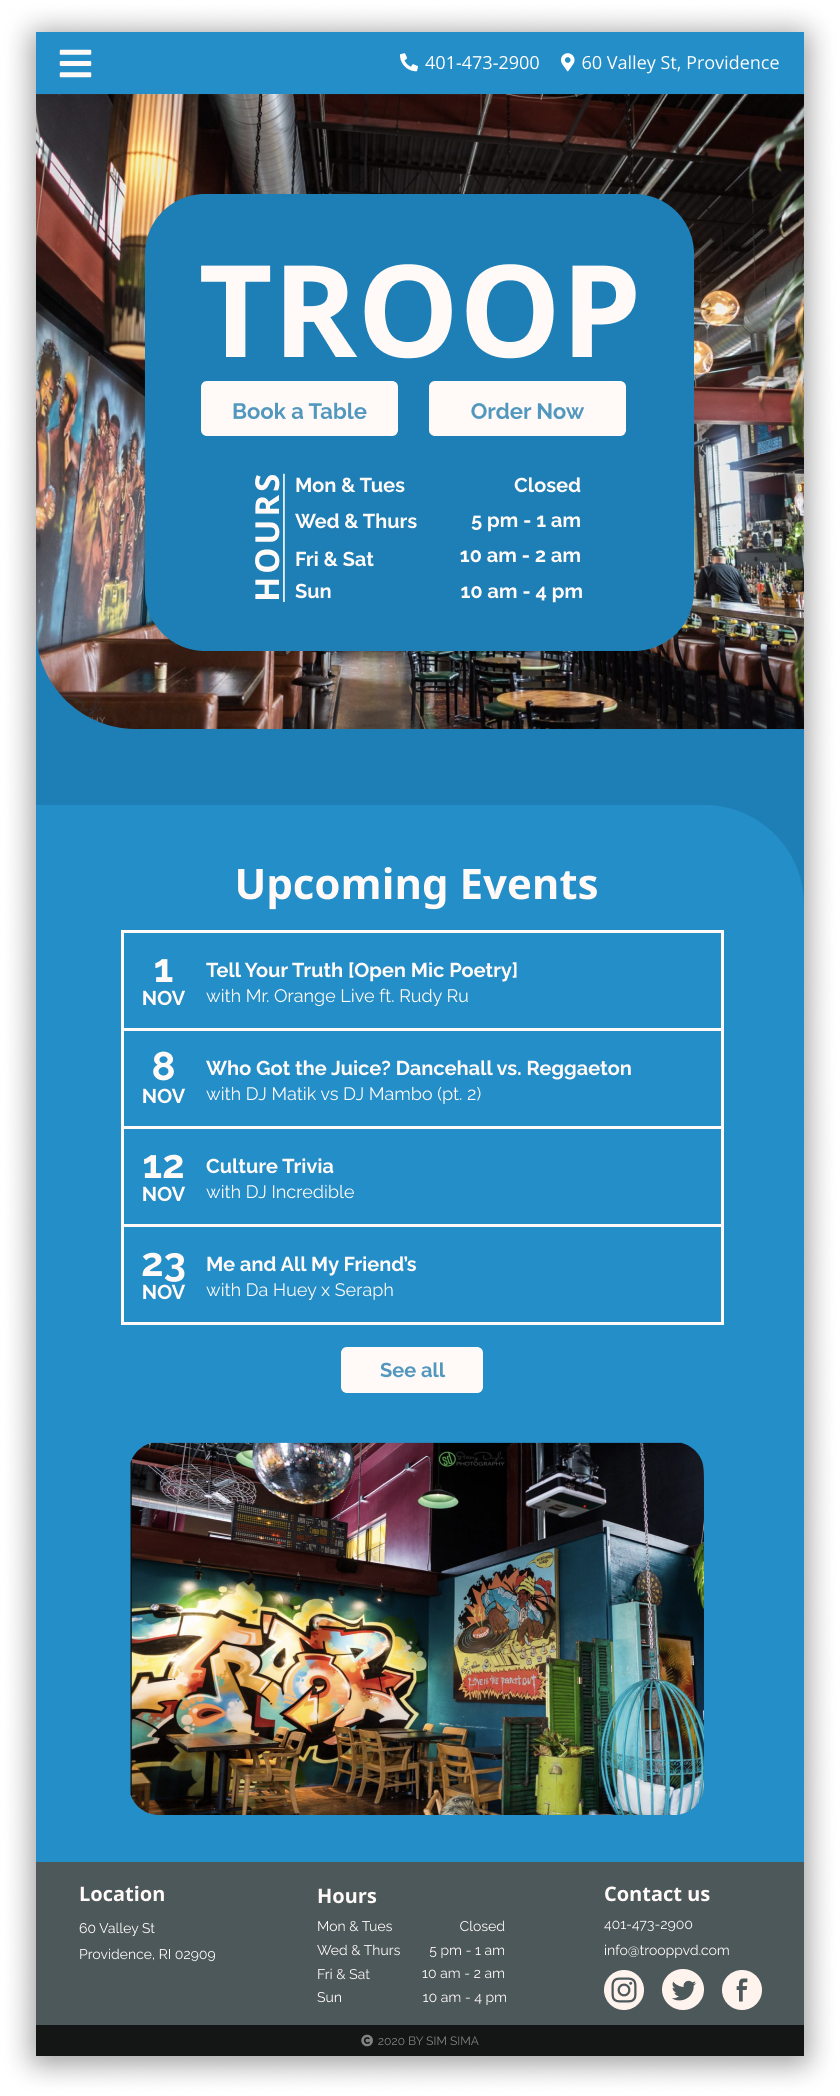 401-473-2900 60 Valley St, Providence
TROOP
Book a Table Order Now
HOURS
Mon & Tues Closed
Wed & Thurs 5 pm - 1 am
Fri & Sat 10 am - 2 am
Sun 10 am - 4 pm
Upcoming Events
1 NOV
Tell Your Truth [Open Mic Poetry]
with Mr. Orange Live ft. Rudy Ru
8 NOV
Who Got the Juice? Dancehall vs. Reggaeton
with DJ Matik vs DJ Mambo (pt. 2)
12 NOV
Culture Trivia
with DJ Incredible
23 NOV
Me and All My Friend's
with Da Huey x Seraph
See all
sd
PHOTOGRAPHY
TROOP
LOVE IS THE
Location
60 Valley St
Providence, RI 02909
Hours
Mon & Tues Closed
Wed & Thurs 5 pm - 1 am
Fri & Sat 10 am - 2 am
Sun 10 am - 4 pm
Contact us
401-473-2900
info@trooppvd.com
© 2020 BY SIM SIMA